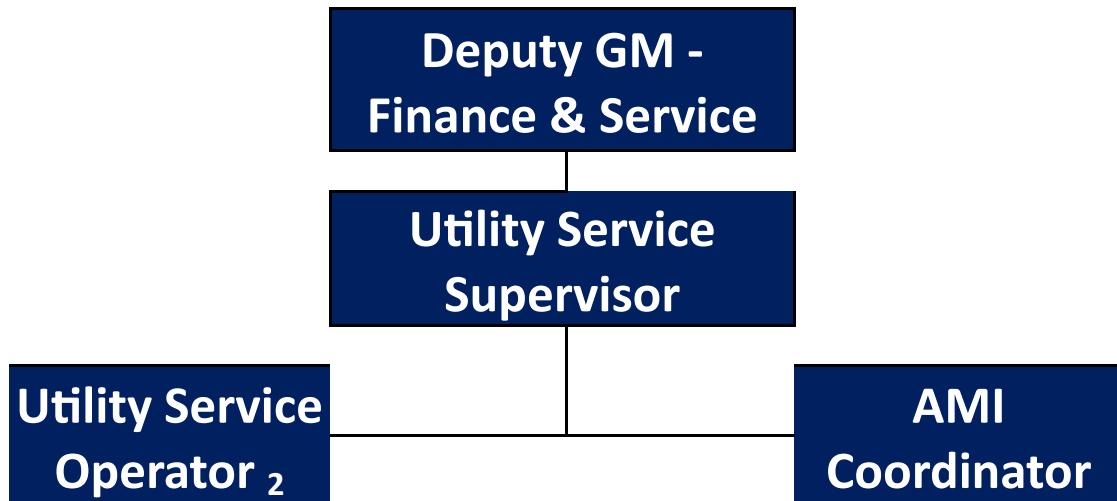 Deputy GM -
Finance & Service
Utility Service
Supervisor
Utility Service
Operator 2
AMI
Coordinator